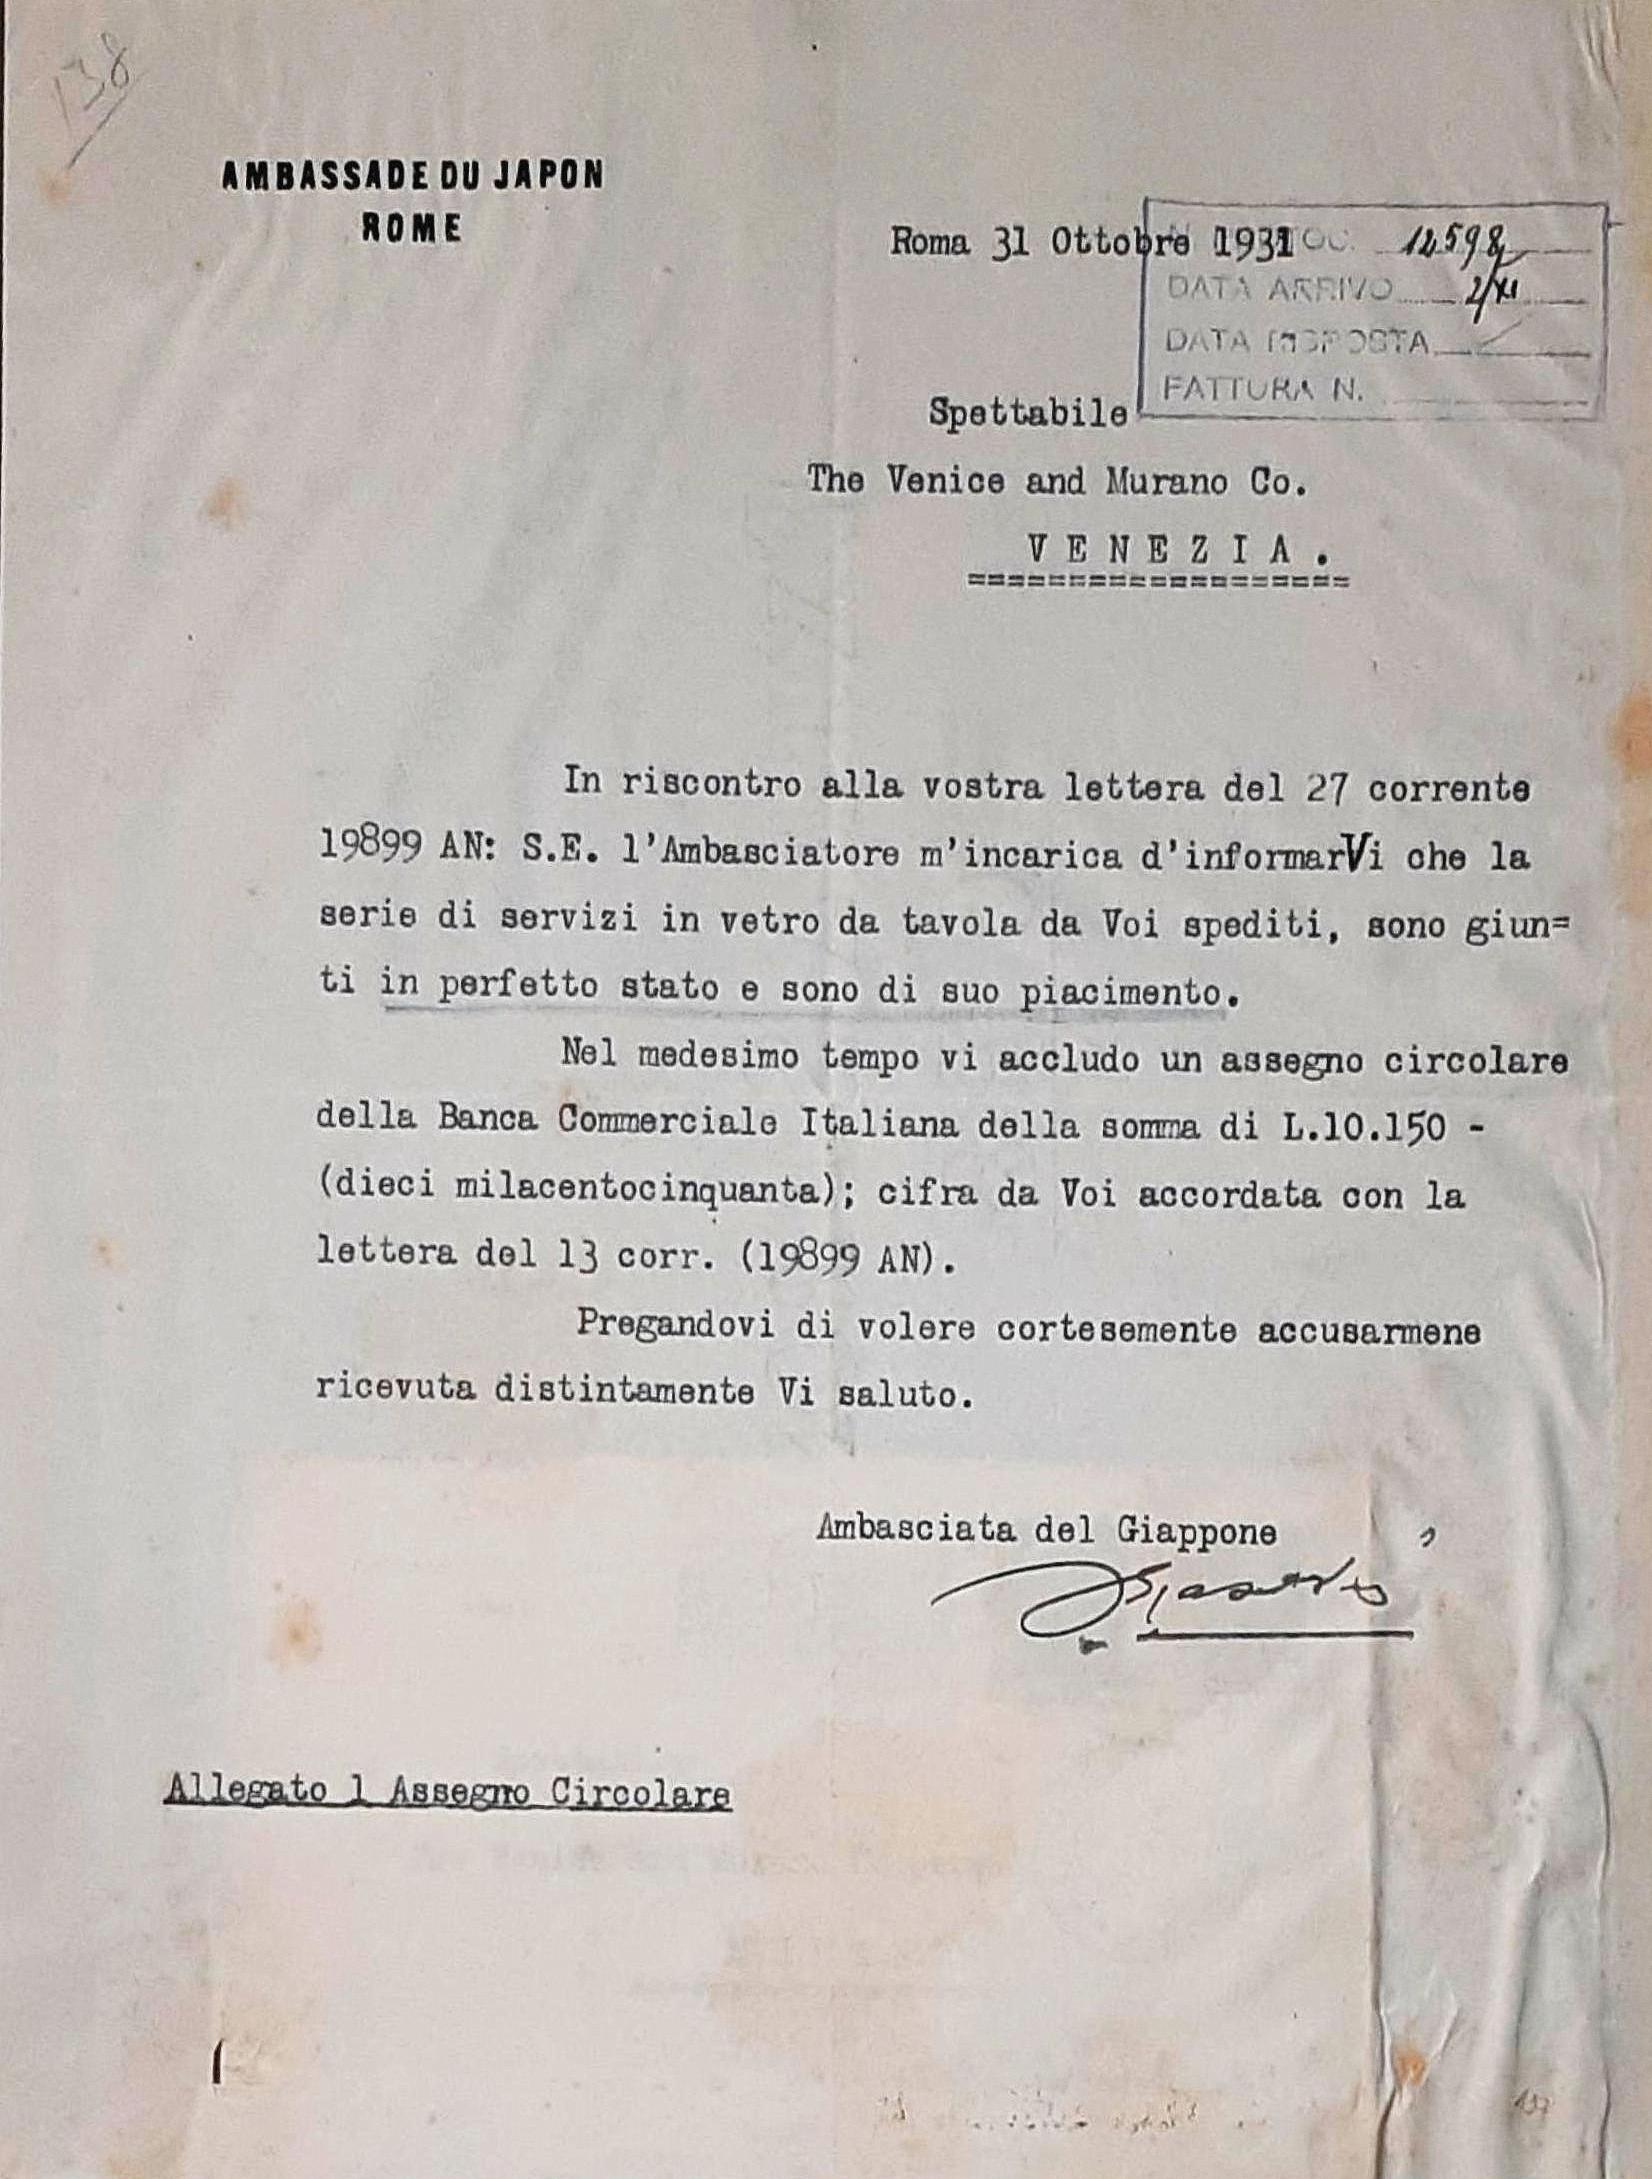 138
AMBASSADE DU JAPON
ROME
Roma 31 Ottobre 1931
12598
DATA ARRIVO 2/XI
DATA RISPOSTA
FATTURA N.
Spettabile
The Venice and Murano Co.
VENEZIA.
===================
In riscontro alla vostra lettera del 27 corrente
19899 AN: S.E. l'Ambasciatore m'incarica d'informarVi che la
serie di servizi in vetro da tavola da Voi spediti, sono giun=
ti in perfetto stato e sono di suo piacimento.
Nel medesimo tempo vi accludo un assegno circolare
della Banca Commerciale Italiana della somma di L.10.150 -
(dieci milacentocinquanta); cifra da Voi accordata con la
lettera del 13 corr. (19899 AN).
Pregandovi di volere cortesemente accusarmene
ricevuta distintamente Vi saluto.
Ambasciata del Giappone
Allegato 1 Assegno Circolare